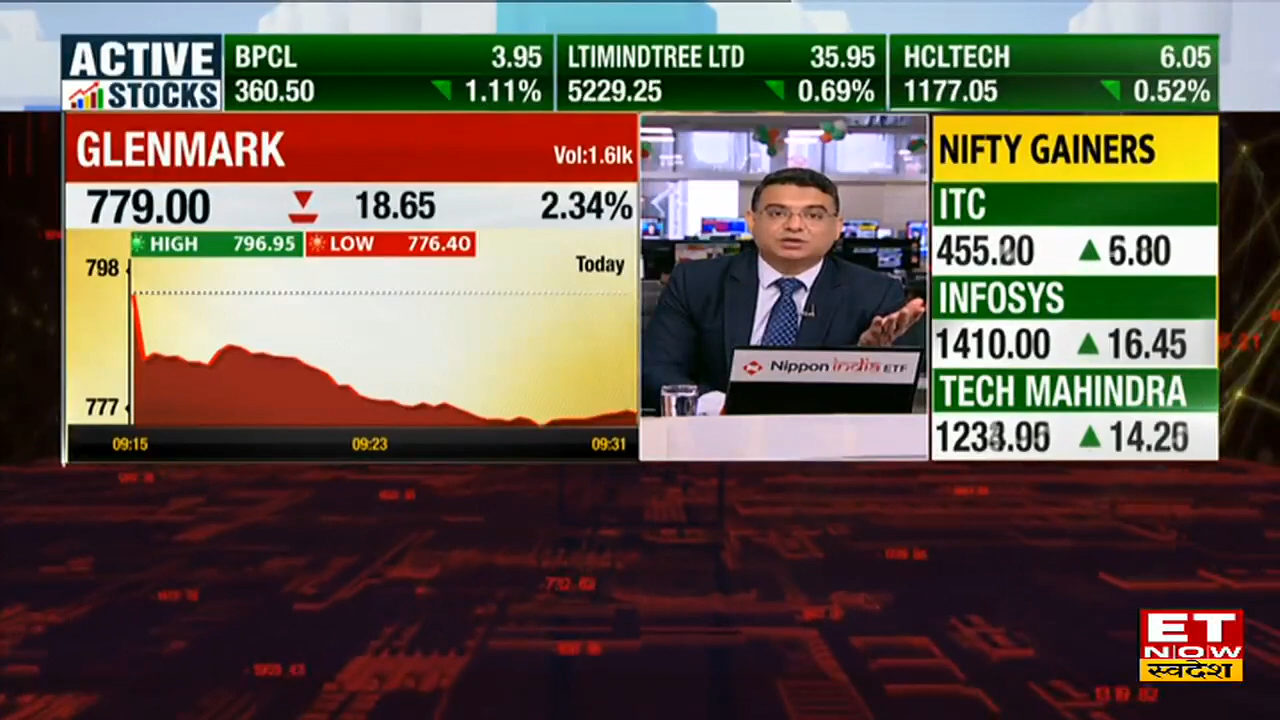 ACTIVE
STOCKS
BPCL 3.95
360.50 1.11%
LTIMINDTREE LTD 35.95
5229.25 0.69%
HCLTECH 6.05
1177.05 0.52%
GLENMARK Vol:1.6lk
779.00 18.65 2.34%
HIGH 796.95 LOW 776.40
798 Today
777
09:15 09:23 09:31
Nippon india ETF
NIFTY GAINERS
ITC
5.80
INFOSYS
1410.00 16.45
TECH MAHINDRA
ET
NOW
स्वदेश